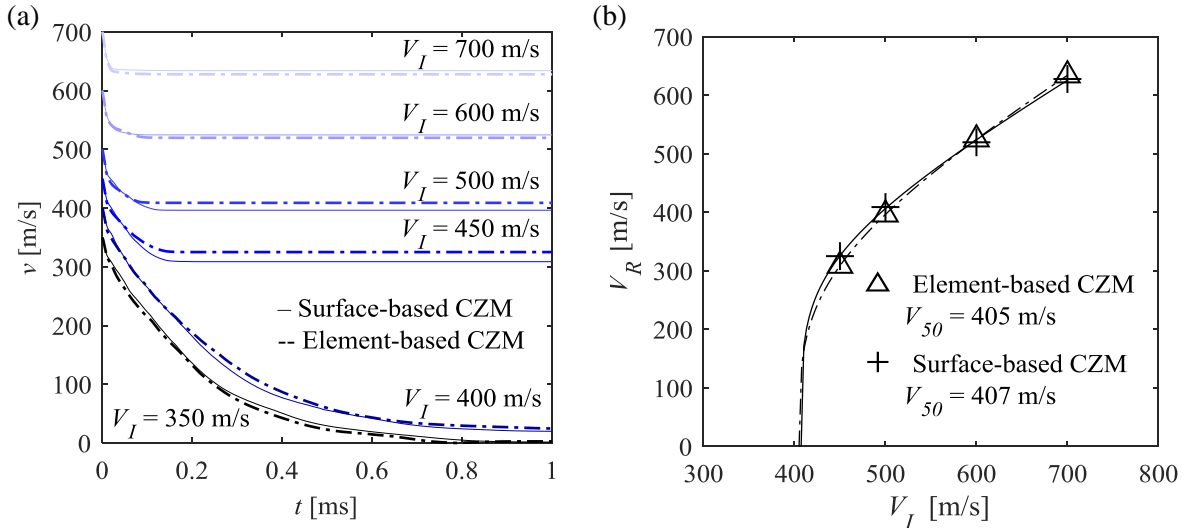 (a)
700
600
500
400
300
200
100
0
v [m/s]
V_I = 700 m/s
V_I = 600 m/s
V_I = 500 m/s
V_I = 450 m/s
– Surface-based CZM
-- Element-based CZM
V_I = 400 m/s
V_I = 350 m/s
0 0.2 0.4 0.6 0.8 1
t [ms]
(b)
700
600
500
400
300
200
100
0
V_R [m/s]
Element-based CZM
V_50 = 405 m/s
Surface-based CZM
V_50 = 407 m/s
300 400 500 600 700 800
V_I [m/s]